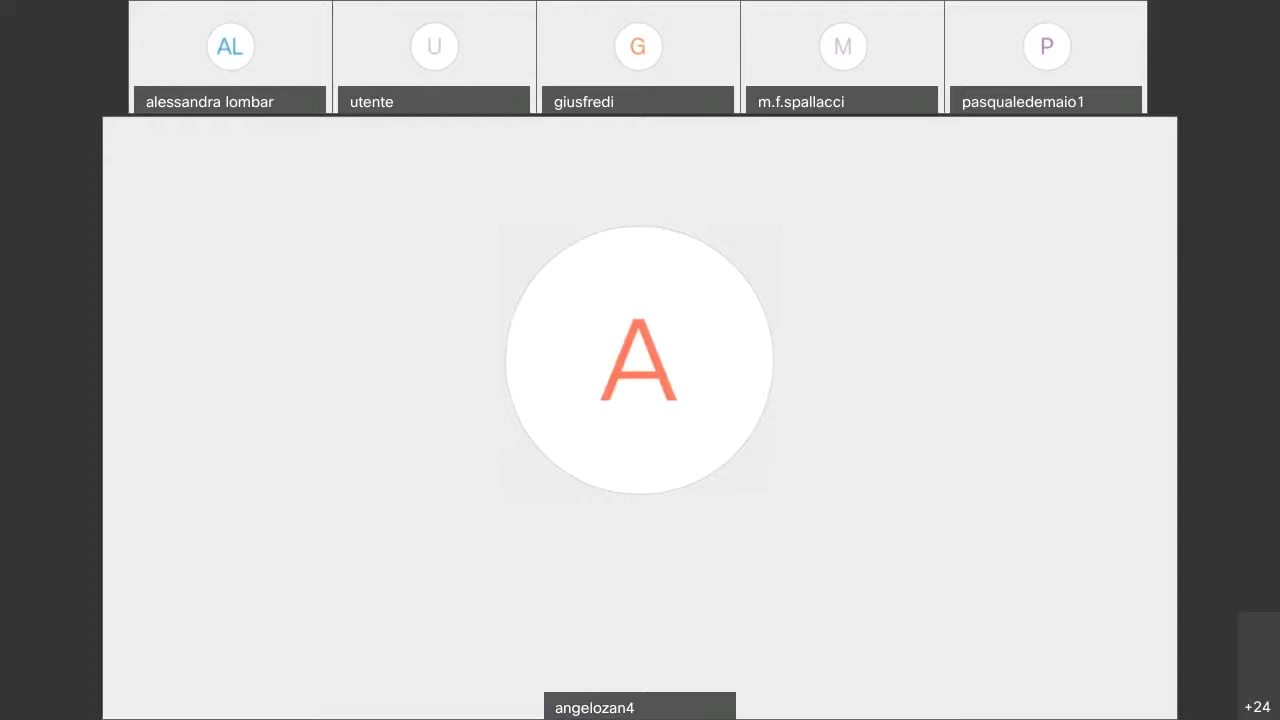 AL
U
G
M
P
alessandra lombar
utente
giusfredi
m.f.spallacci
pasqualedemaio1
A
angelozan4
+24